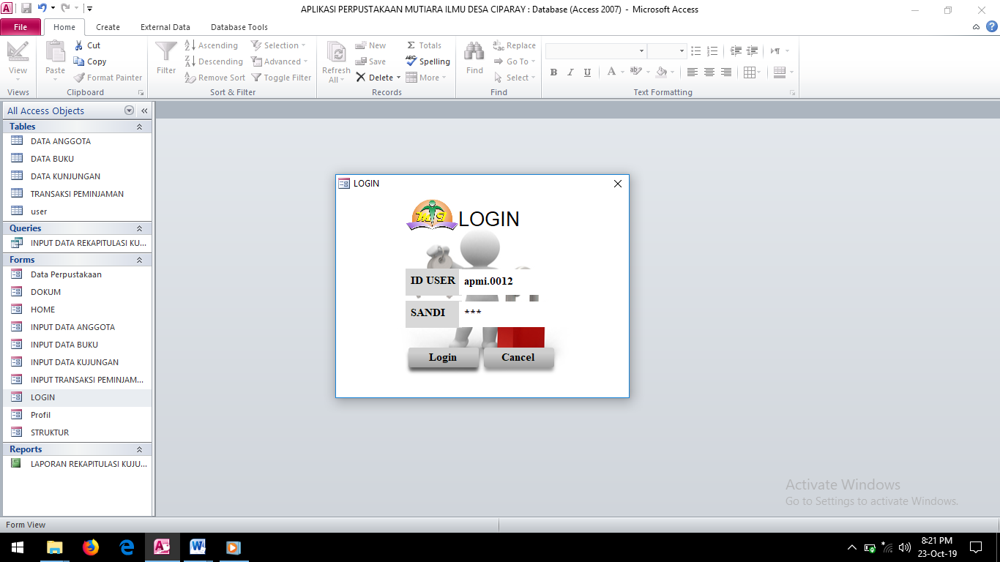 APLIKASI PERPUSTAKAAN MUTIARA ILMU DESA CIPARAY : Database (Access 2007) - Microsoft Access
File Home Create External Data Database Tools
View
Views
Paste
Cut
Copy
Format Painter
Clipboard
Filter
Ascending
Descending
Remove Sort
Selection
Advanced
Toggle Filter
Sort & Filter
Refresh All
New
Save
Delete
Totals
Spelling
More
Records
Find
Replace
Go To
Select
Find
B I U A ab
Text Formatting
All Access Objects
Tables
DATA ANGGOTA
DATA BUKU
DATA KUNJUNGAN
TRANSAKSI PEMINJAMAN
user
Queries
INPUT DATA REKAPITULASI KU...
Forms
Data Perpustakaan
DOKUM
HOME
INPUT DATA ANGGOTA
INPUT DATA BUKU
INPUT DATA KUJUNGAN
INPUT TRANSAKSI PEMINJAM...
LOGIN
Profil
STRUKTUR
Reports
LAPORAN REKAPITULASI KUJU...
LOGIN
LOGIN
ID USER apmi.0012
SANDI ***
Login Cancel
Activate Windows
Go to Settings to activate Windows.
Form View
8:21 PM
23-Oct-19